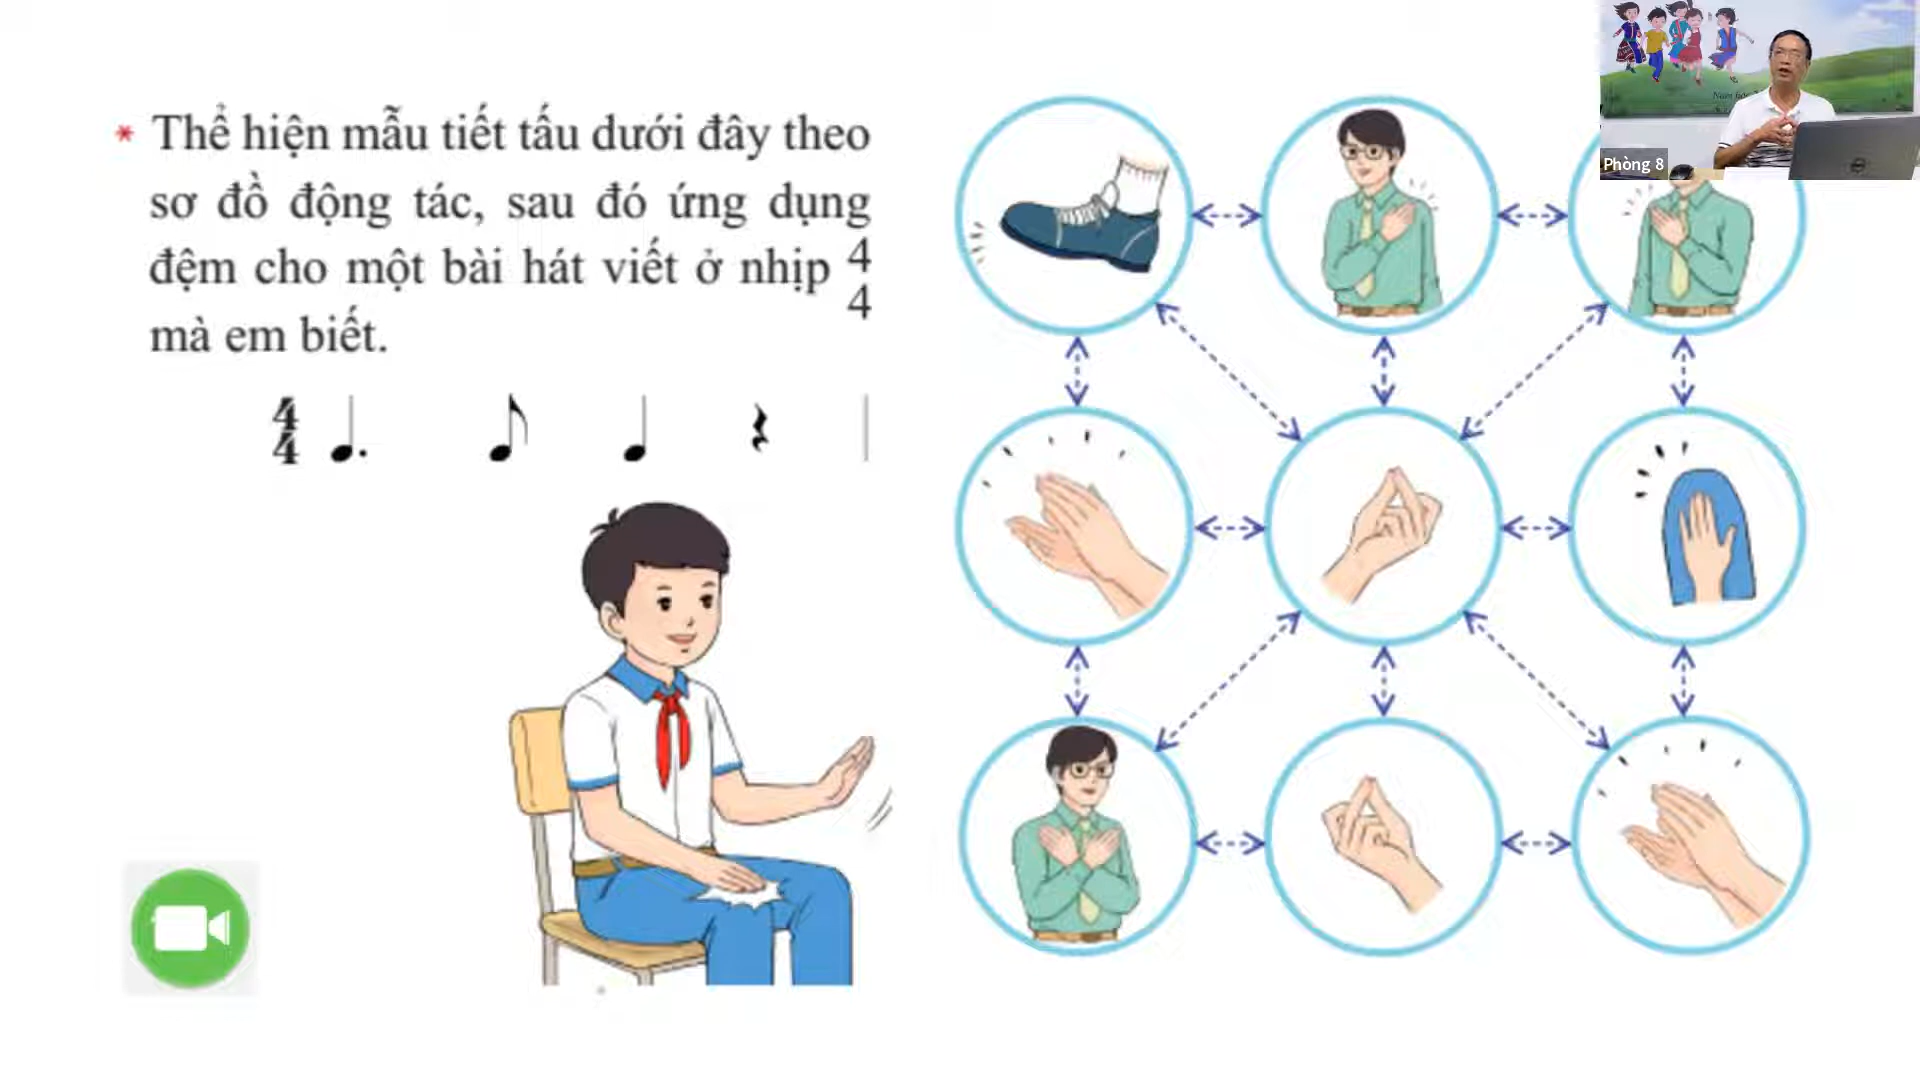 * Thể hiện mẫu tiết tấu dưới đây theo
sơ đồ động tác, sau đó ứng dụng
đệm cho một bài hát viết ở nhịp 4
4
mà em biết.
4
4
Phòng 8